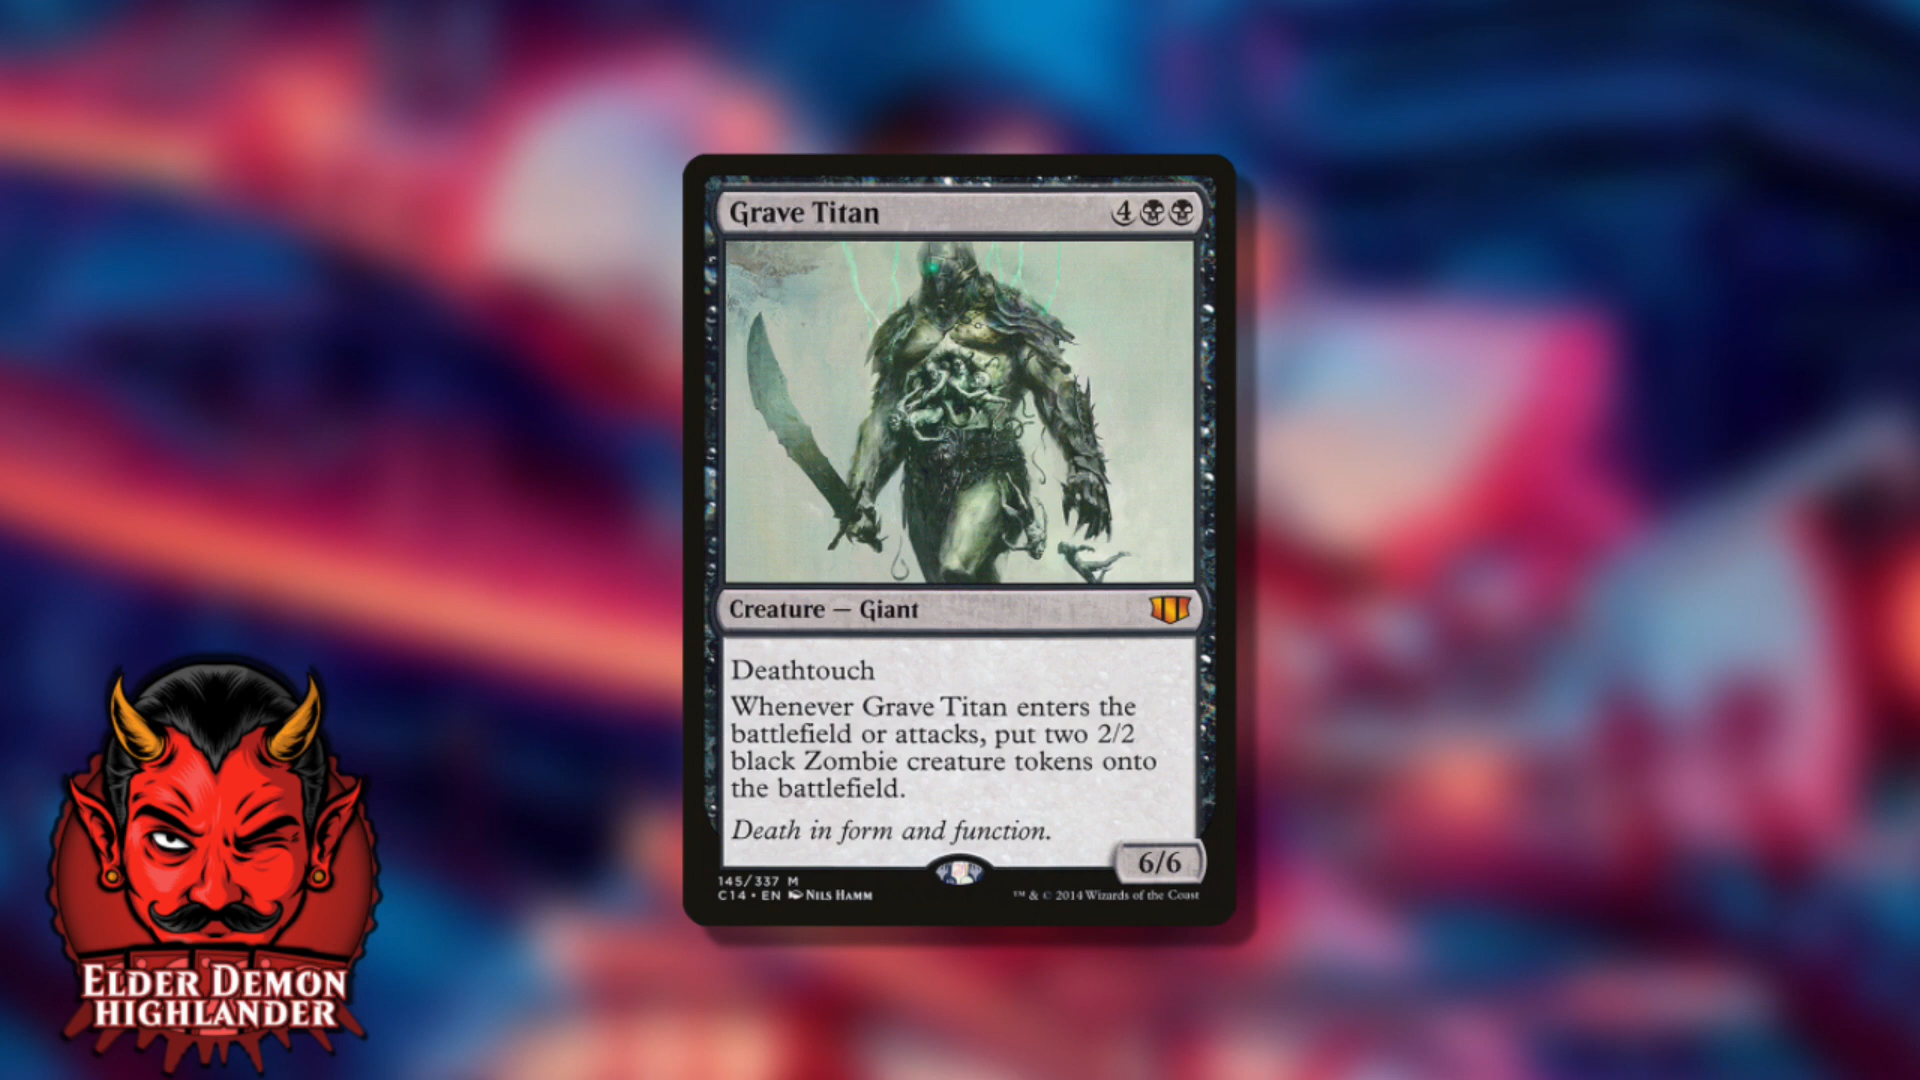 Grave Titan 4
Creature — Giant
Deathtouch
Whenever Grave Titan enters the
battlefield or attacks, put two 2/2
black Zombie creature tokens onto
the battlefield.
Death in form and function.
6/6
145/337 M
C14 • EN NILS HAMM
™ & © 2014 Wizards of the Coast
ELDER DEMON
HIGHLANDER